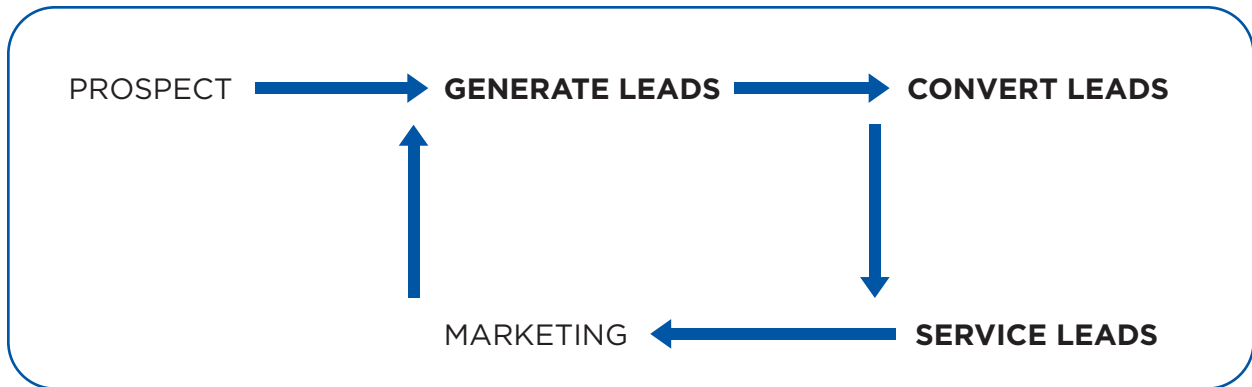 PROSPECT
GENERATE LEADS
CONVERT LEADS
MARKETING
SERVICE LEADS